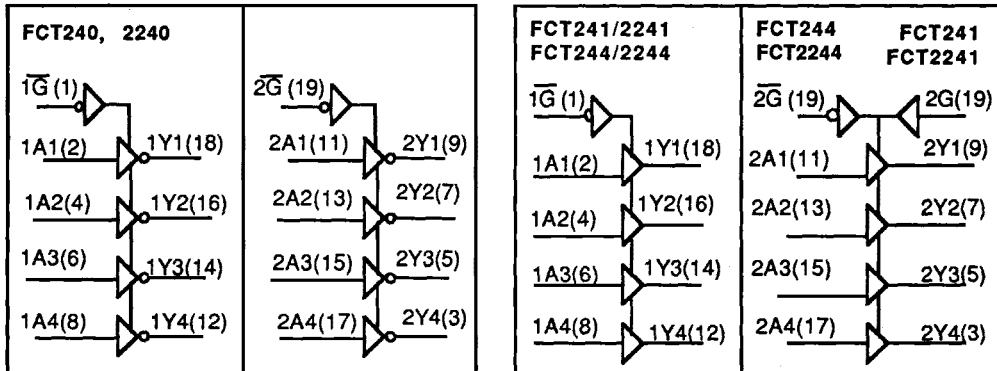 FCT240, 2240
1G̅ (1)
1A1(2) 1Y1(18)
1A2(4) 1Y2(16)
1A3(6) 1Y3(14)
1A4(8) 1Y4(12)
2G̅ (19)
2A1(11) 2Y1(9)
2A2(13) 2Y2(7)
2A3(15) 2Y3(5)
2A4(17) 2Y4(3)
FCT241/2241
FCT244/2244
1G̅ (1)
1A1(2) 1Y1(18)
1A2(4) 1Y2(16)
1A3(6) 1Y3(14)
1A4(8) 1Y4(12)
FCT244 FCT241
FCT2244 FCT2241
2G̅ (19) 2G(19)
2A1(11) 2Y1(9)
2A2(13) 2Y2(7)
2A3(15) 2Y3(5)
2A4(17) 2Y4(3)